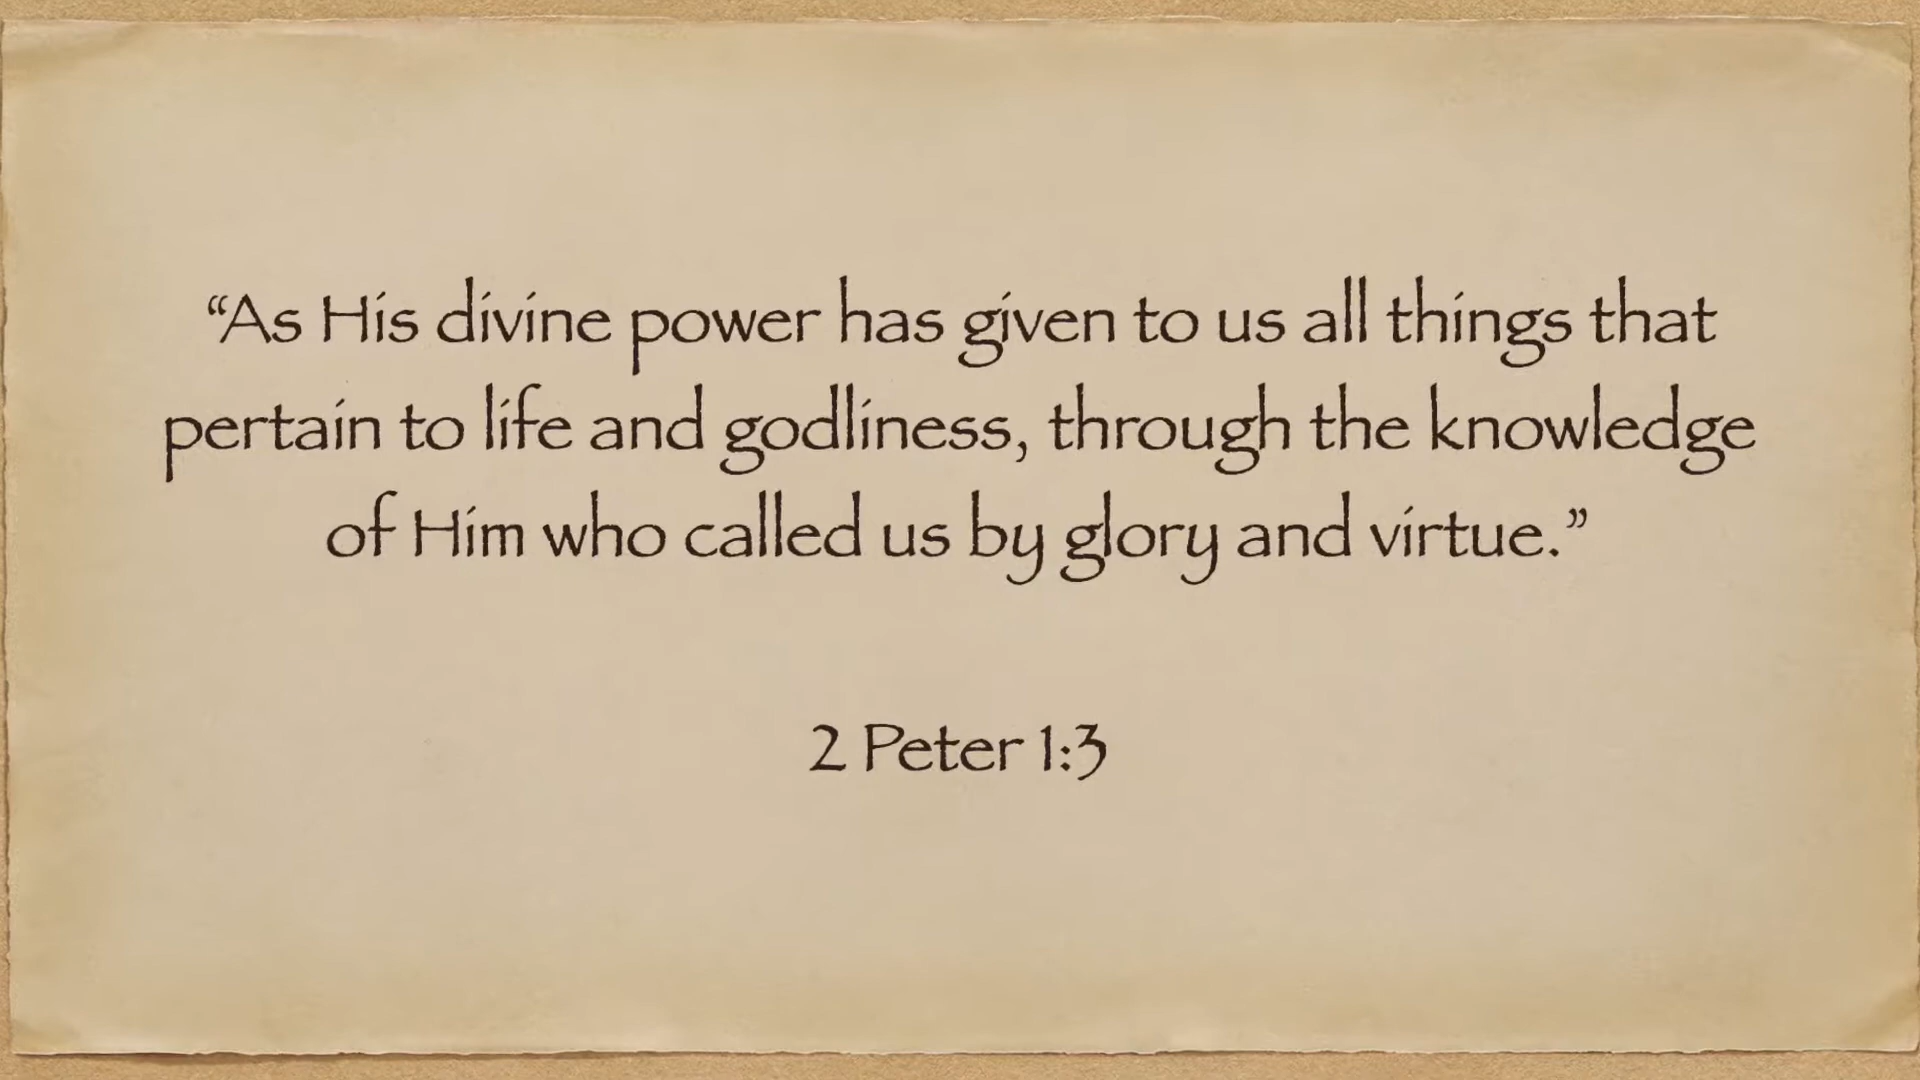 “As His divine power has given to us all things that
pertain to life and godliness, through the knowledge
of Him who called us by glory and virtue.”
2 Peter 1:3